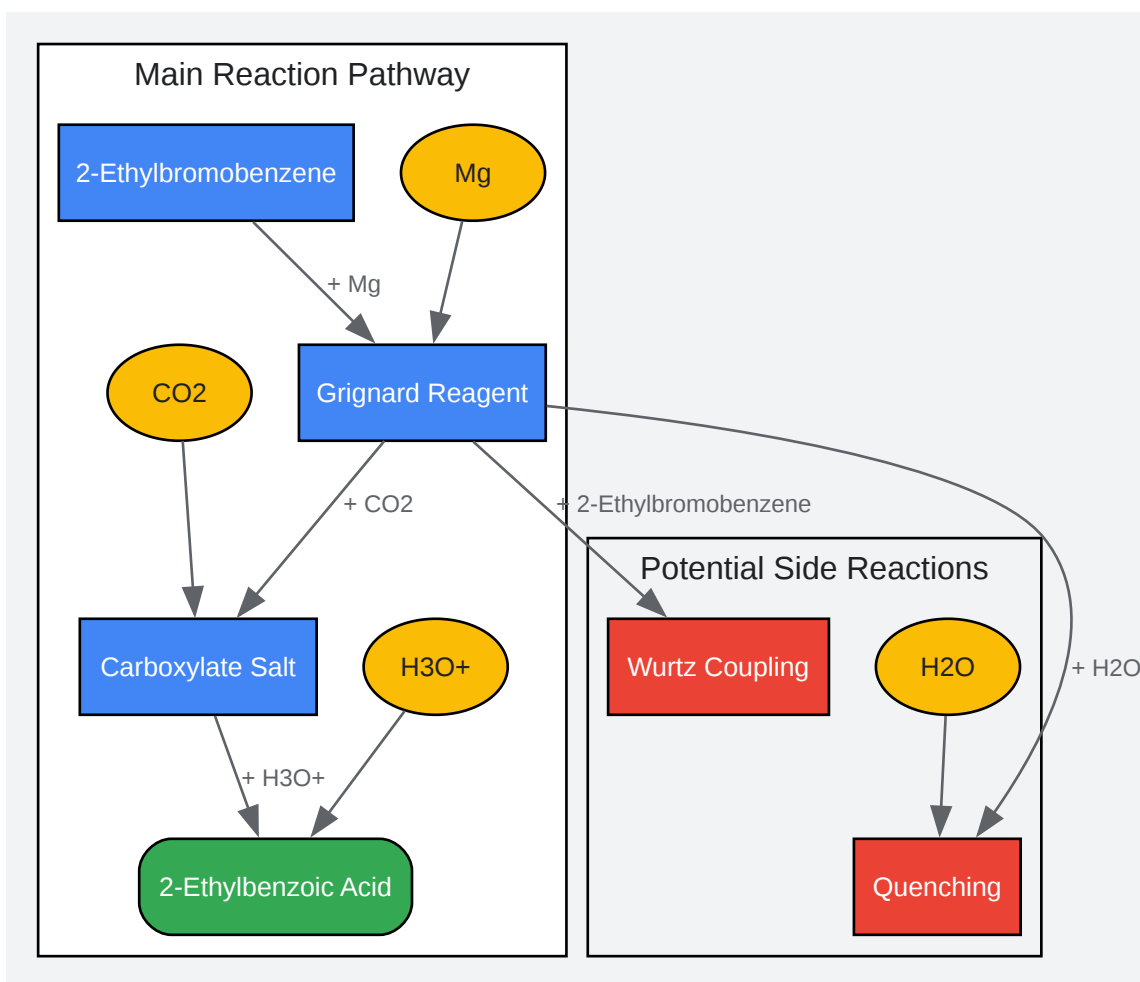 Main Reaction Pathway
2-Ethylbromobenzene
Mg
+ Mg
CO2
Grignard Reagent
+ CO2
+ 2-Ethylbromobenzene
Potential Side Reactions
Carboxylate Salt
H3O+
Wurtz Coupling
H2O
+ H2O
+ H3O+
2-Ethylbenzoic Acid
Quenching